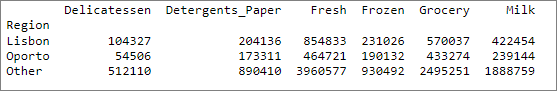 Delicatessen Detergents_Paper Fresh Frozen Grocery Milk
Region
Lisbon 104327 204136 854833 231026 570037 422454
Oporto 54506 173311 464721 190132 433274 239144
Other 512110 890410 3960577 930492 2495251 1888759